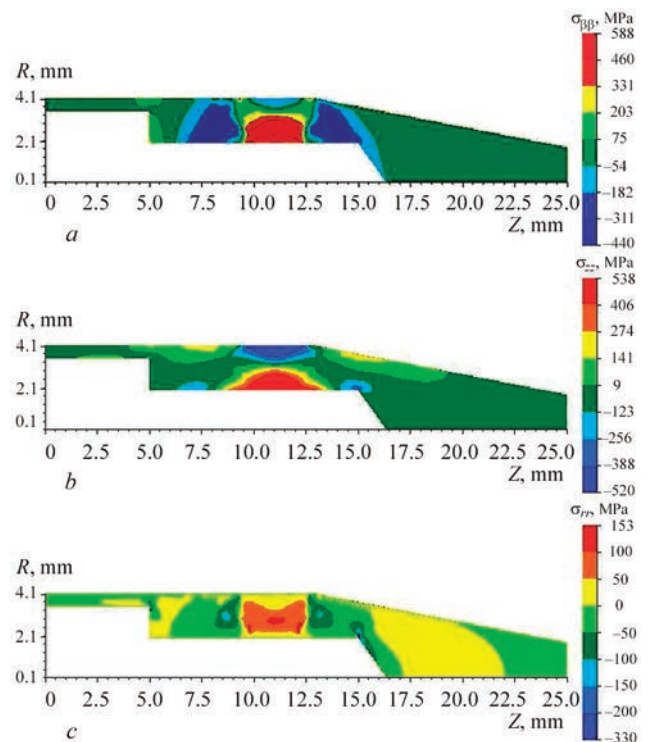 σββ, MPa
588
460
331
203
75
–54
–182
–311
–440
R, mm
4.1
2.1
0.1
0 2.5 5.0 7.5 10.0 12.5 15.0 17.5 20.0 22.5 25.0
Z, mm
a
σzz, MPa
538
406
274
141
9
–123
–256
–388
–520
R, mm
4.1
2.1
0.1
0 2.5 5.0 7.5 10.0 12.5 15.0 17.5 20.0 22.5 25.0
Z, mm
b
σrr, MPa
153
100
50
0
–50
–100
–150
–200
–330
R, mm
4.1
2.1
0.1
0 2.5 5.0 7.5 10.0 12.5 15.0 17.5 20.0 22.5 25.0
Z, mm
c